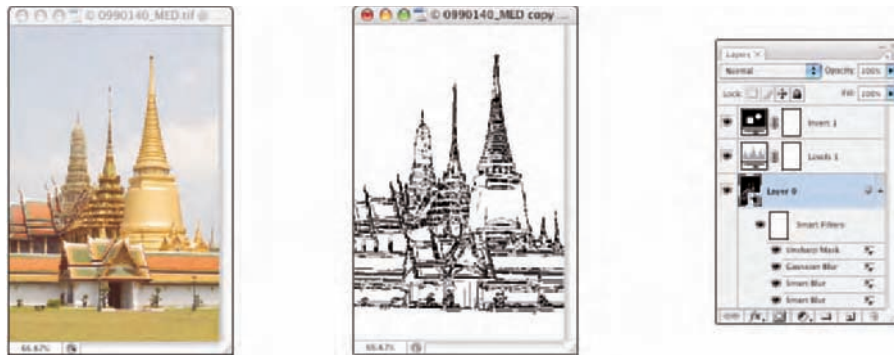 © 0990140_MED.tif @
66.67%
© 0990140_MED copy
66.67%
Layers ×
Normal
Opacity: 100%
Lock:
Fill: 100%
Invert 1
Levels 1
Layer 0
Smart Filters
Unsharp Mask
Gaussian Blur
Smart Blur
Smart Blur
fx